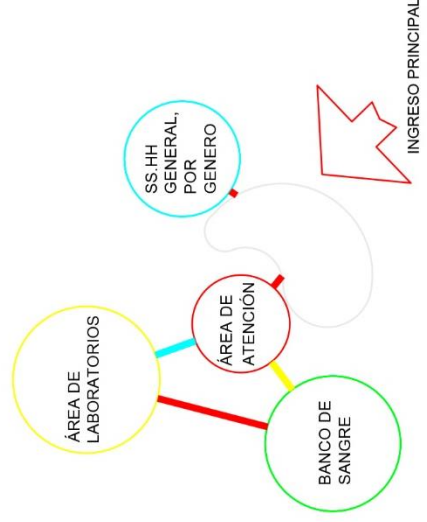 ÁREA DE
LABORATORIOS
SS.HH
GENERAL,
POR
GENERO
ÁREA DE
ATENCIÓN
BANCO DE
SANGRE
INGRESO PRINCIPAL